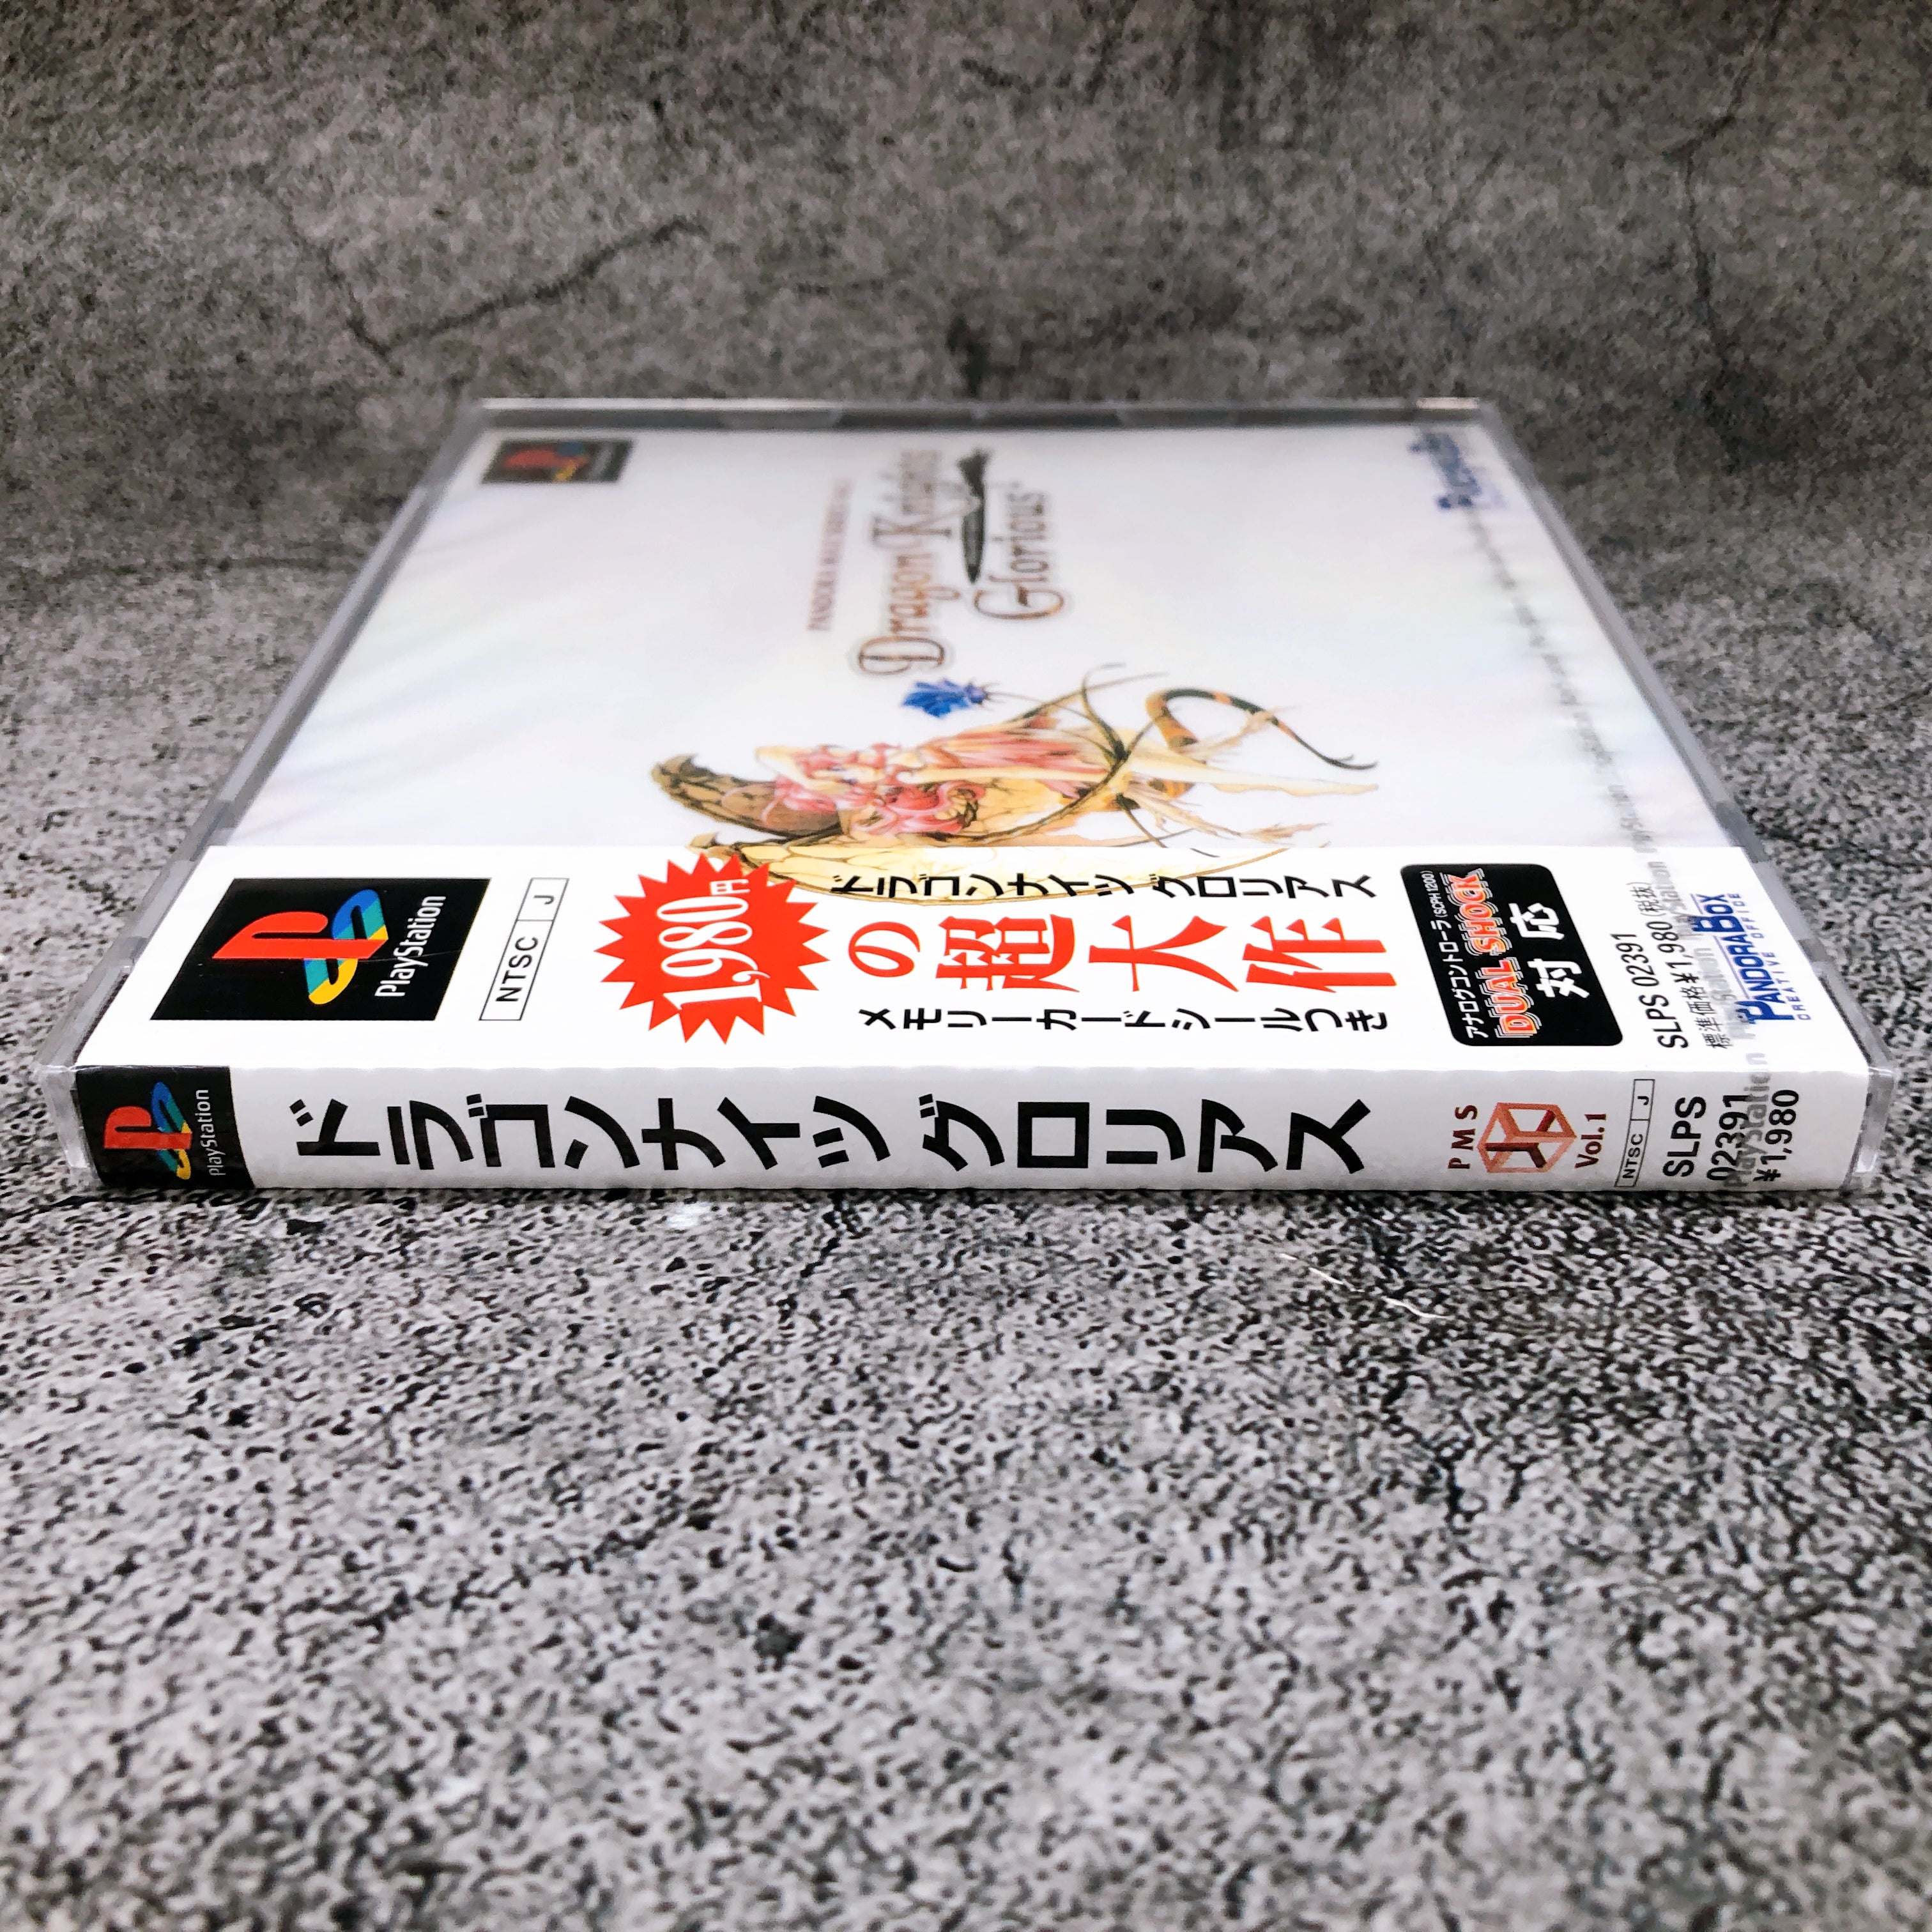 Dragon Knights
Glorious
PlayStation
NTSC J
1,980円
ドラゴンナイツ グロリアス
の超大作
メモリーカードシールつき
アナログコントローラ(SCPH 1200)
DUAL SHOCK
対応
SLPS 02391
標準価格¥1,980(税抜)
PANDORA BOX
CREATIVE OFFICE
PlayStation
ドラゴンナイツ グロリアス
PMS
Vol.1
NTSC J
SLPS
02391
¥1,980